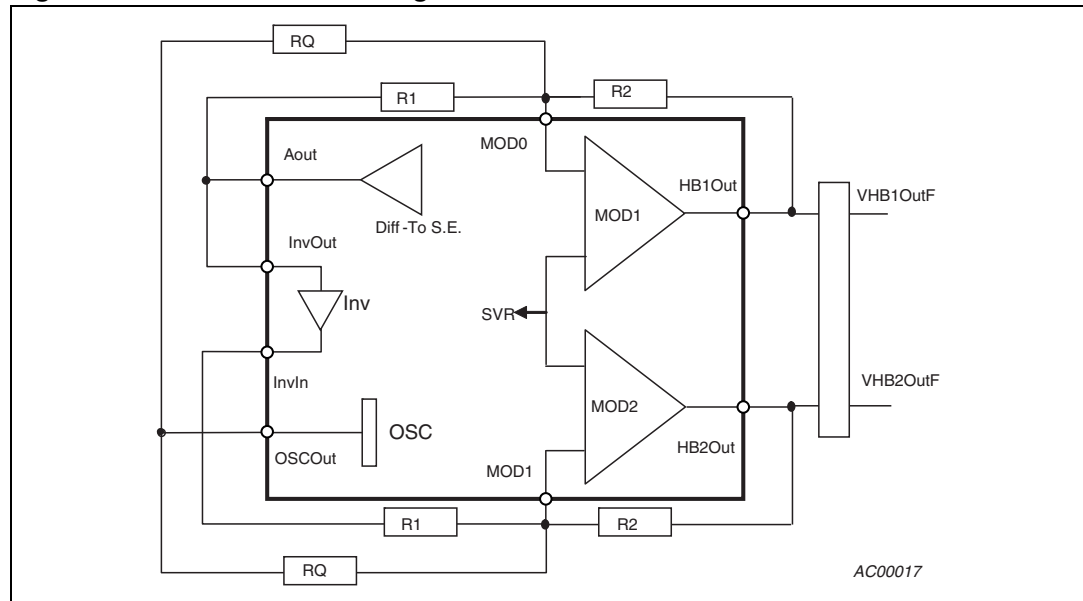 RQ
R1
R2
MOD0
Aout
HB1Out
VHB1OutF
MOD1
Diff-To S.E.
InvOut
Inv
SVR
InvIn
VHB2OutF
MOD2
OSC
HB2Out
OSCOut
MOD1
R1
R2
RQ
AC00017